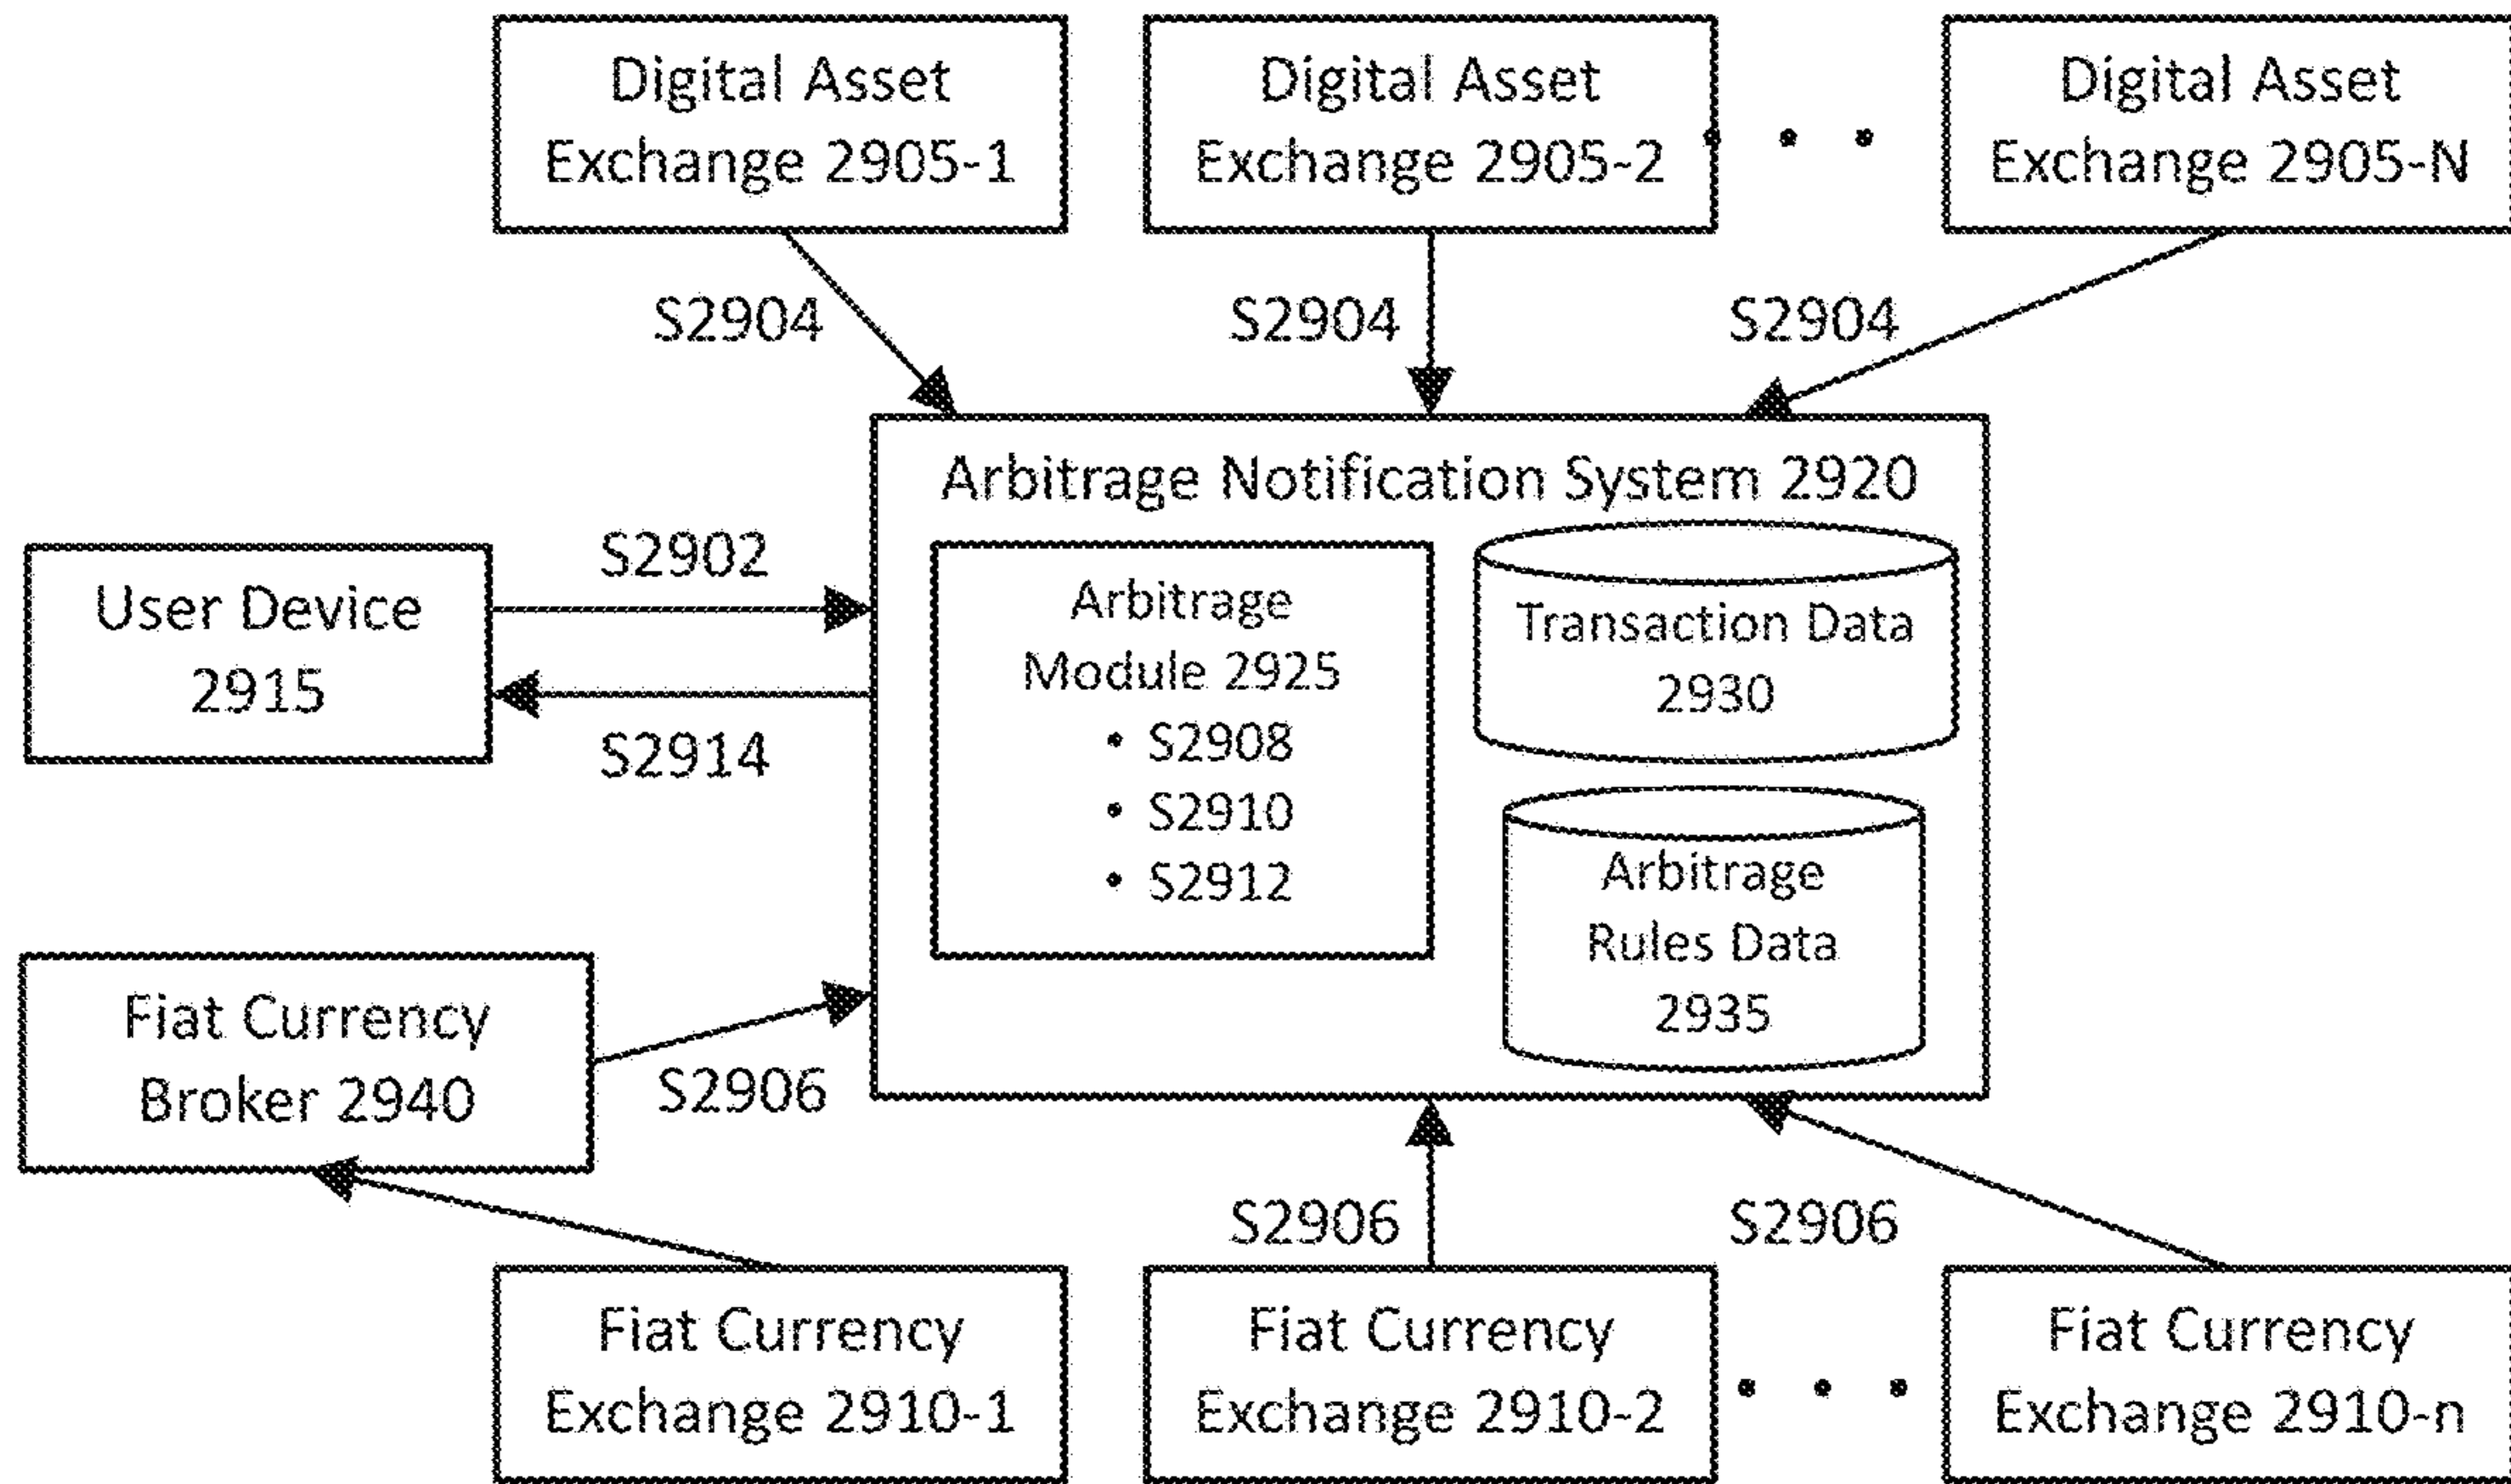 Digital Asset
Exchange 2905-1
Digital Asset
Exchange 2905-2
Digital Asset
Exchange 2905-N
S2904
S2904
S2904
Arbitrage Notification System 2920
User Device
2915
S2902
S2914
Arbitrage
Module 2925
• S2908
• S2910
• S2912
Transaction Data
2930
Arbitrage
Rules Data
2935
Fiat Currency
Broker 2940
S2906
S2906
S2906
Fiat Currency
Exchange 2910-1
Fiat Currency
Exchange 2910-2
Fiat Currency
Exchange 2910-n